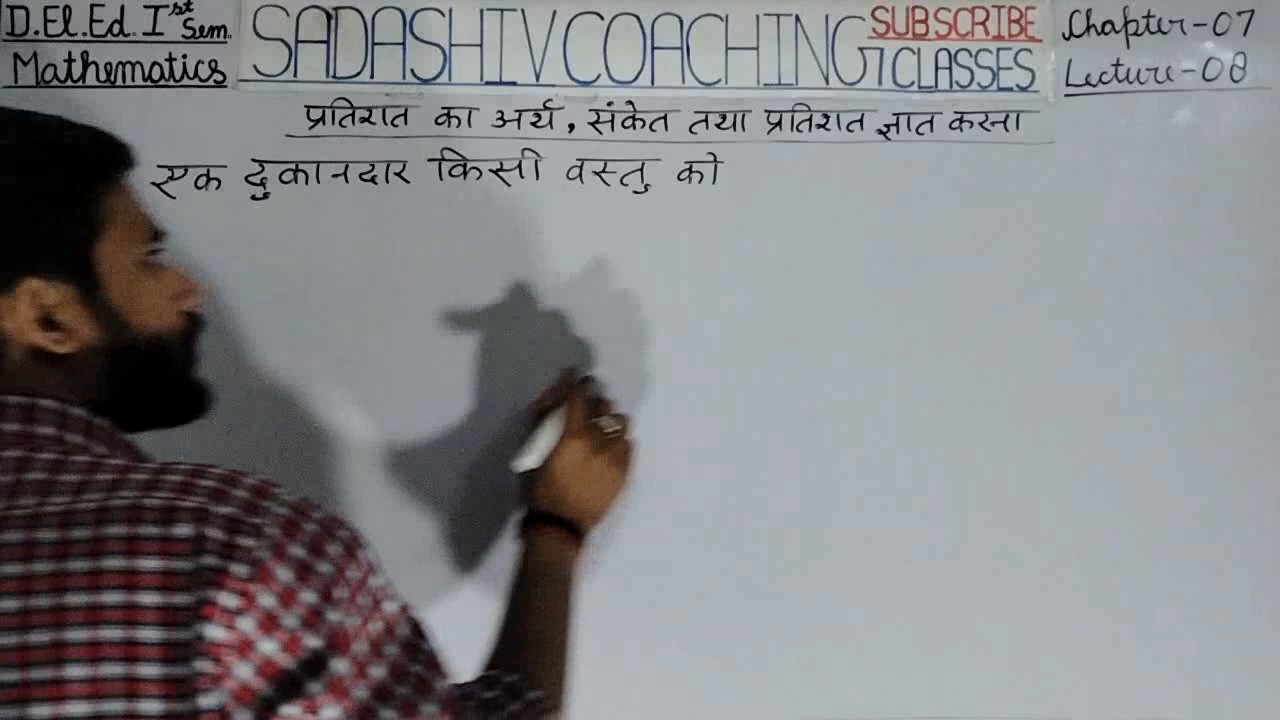 D.El.Ed. Ist Sem.
Mathematics
SADASHIV COACHING CLASSES
SUBSCRIBE
Chapter-07
Lecture-08
प्रतिशत का अर्थ, संकेत तथा प्रतिशत ज्ञात करना
एक दुकानदार किसी वस्तु को